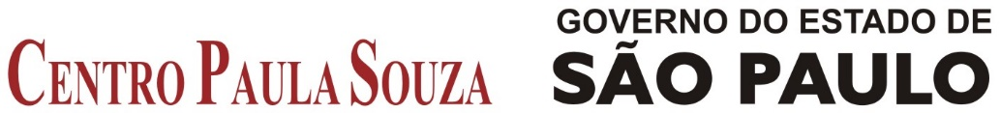 CENTRO PAULA SOUZA
GOVERNO DO ESTADO DE
SÃO PAULO